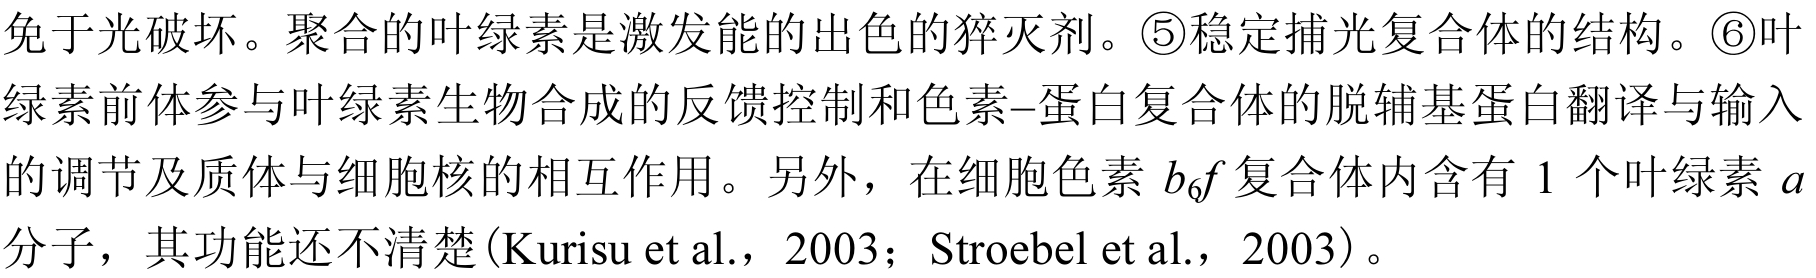 免于光破坏。聚合的叶绿素是激发能的出色的猝灭剂。⑤稳定捕光复合体的结构。⑥叶
绿素前体参与叶绿素生物合成的反馈控制和色素–蛋白复合体的脱辅基蛋白翻译与输入
的调节及质体与细胞核的相互作用。另外，在细胞色素 b₆f 复合体内含有 1 个叶绿素 a
分子，其功能还不清楚(Kurisu et al.，2003；Stroebel et al.，2003)。